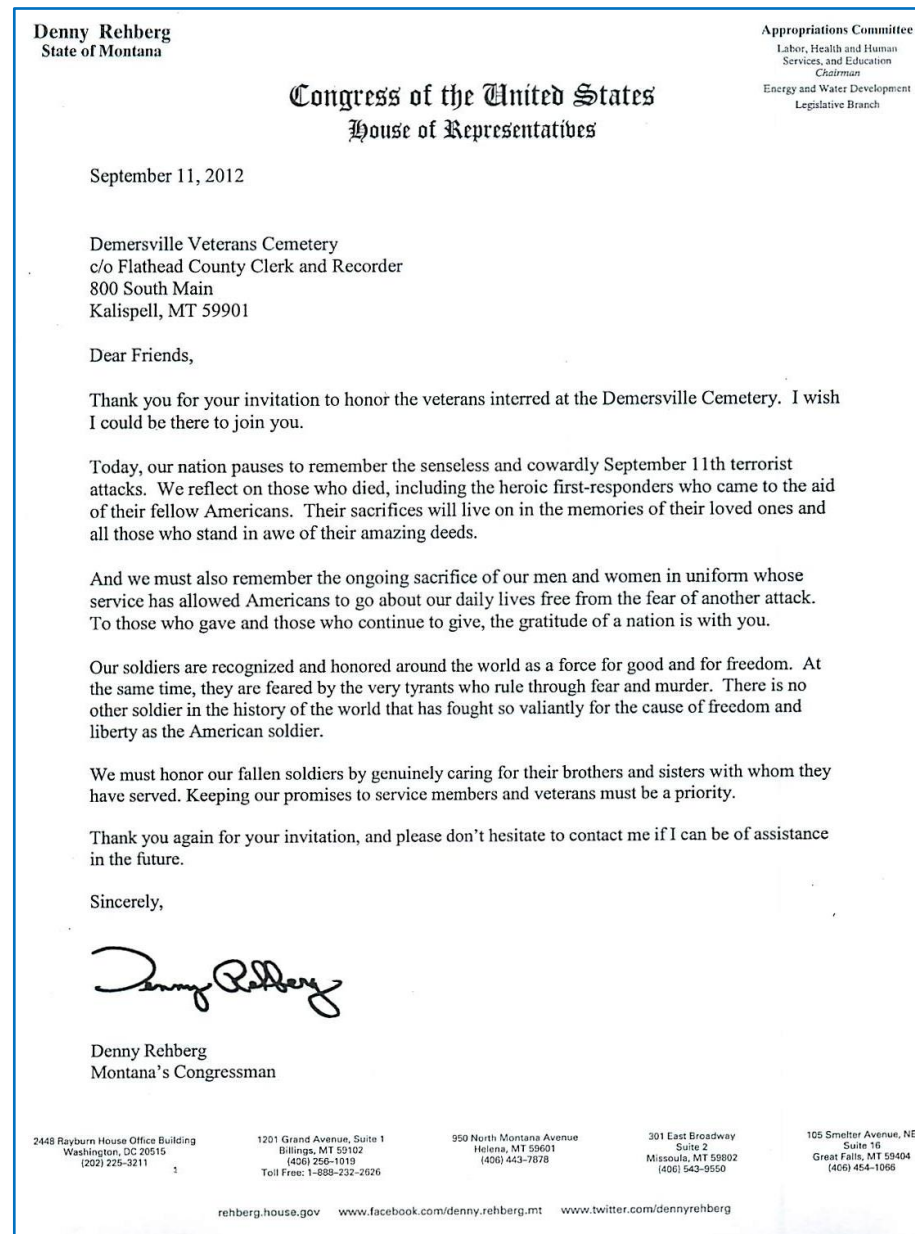 Denny Rehberg
State of Montana
Appropriations Committee
Labor, Health and Human
Services, and Education
Chairman
Energy and Water Development
Legislative Branch
Congress of the United States
House of Representatives
September 11, 2012
Demersville Veterans Cemetery
c/o Flathead County Clerk and Recorder
800 South Main
Kalispell, MT 59901
Dear Friends,
Thank you for your invitation to honor the veterans interred at the Demersville Cemetery.  I wish
I could be there to join you.
Today, our nation pauses to remember the senseless and cowardly September 11th terrorist
attacks.  We reflect on those who died, including the heroic first-responders who came to the aid
of their fellow Americans.  Their sacrifices will live on in the memories of their loved ones and
all those who stand in awe of their amazing deeds.
And we must also remember the ongoing sacrifice of our men and women in uniform whose
service has allowed Americans to go about our daily lives free from the fear of another attack.
To those who gave and those who continue to give, the gratitude of a nation is with you.
Our soldiers are recognized and honored around the world as a force for good and for freedom.  At
the same time, they are feared by the very tyrants who rule through fear and murder.  There is no
other soldier in the history of the world that has fought so valiantly for the cause of freedom and
liberty as the American soldier.
We must honor our fallen soldiers by genuinely caring for their brothers and sisters with whom they
have served. Keeping our promises to service members and veterans must be a priority.
Thank you again for your invitation, and please don't hesitate to contact me if I can be of assistance
in the future.
Sincerely,
Denny Rehberg
Denny Rehberg
Montana's Congressman
2448 Rayburn House Office Building
Washington, DC 20515
(202) 225-3211
1
1201 Grand Avenue, Suite 1
Billings, MT 59102
(406) 256-1019
Toll Free: 1-888-232-2626
950 North Montana Avenue
Helena, MT 59601
(406) 443-7878
301 East Broadway
Suite 2
Missoula, MT 59802
(406) 543-9550
105 Smelter Avenue, NE
Suite 16
Great Falls, MT 59404
(406) 454-1066
rehberg.house.gov www.facebook.com/denny.rehberg.mt www.twitter.com/dennyrehberg